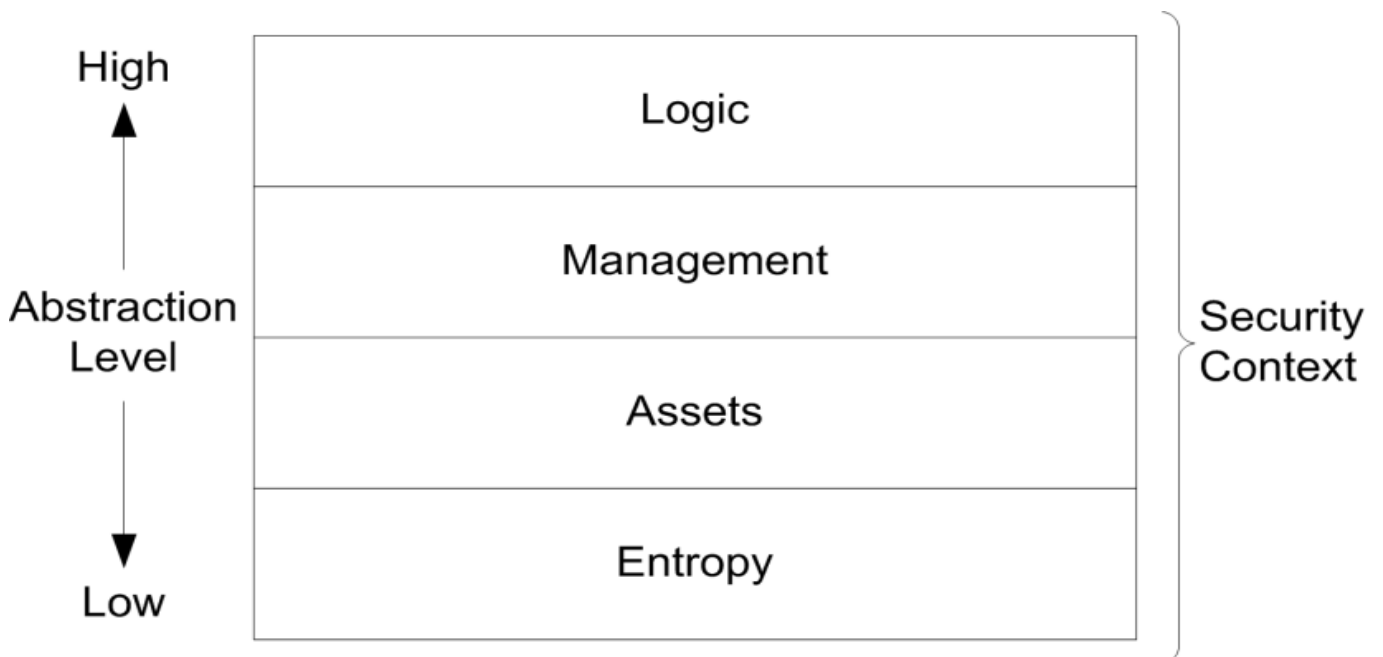 High
Logic
Management
Abstraction
Level
Security
Context
Assets
Entropy
Low